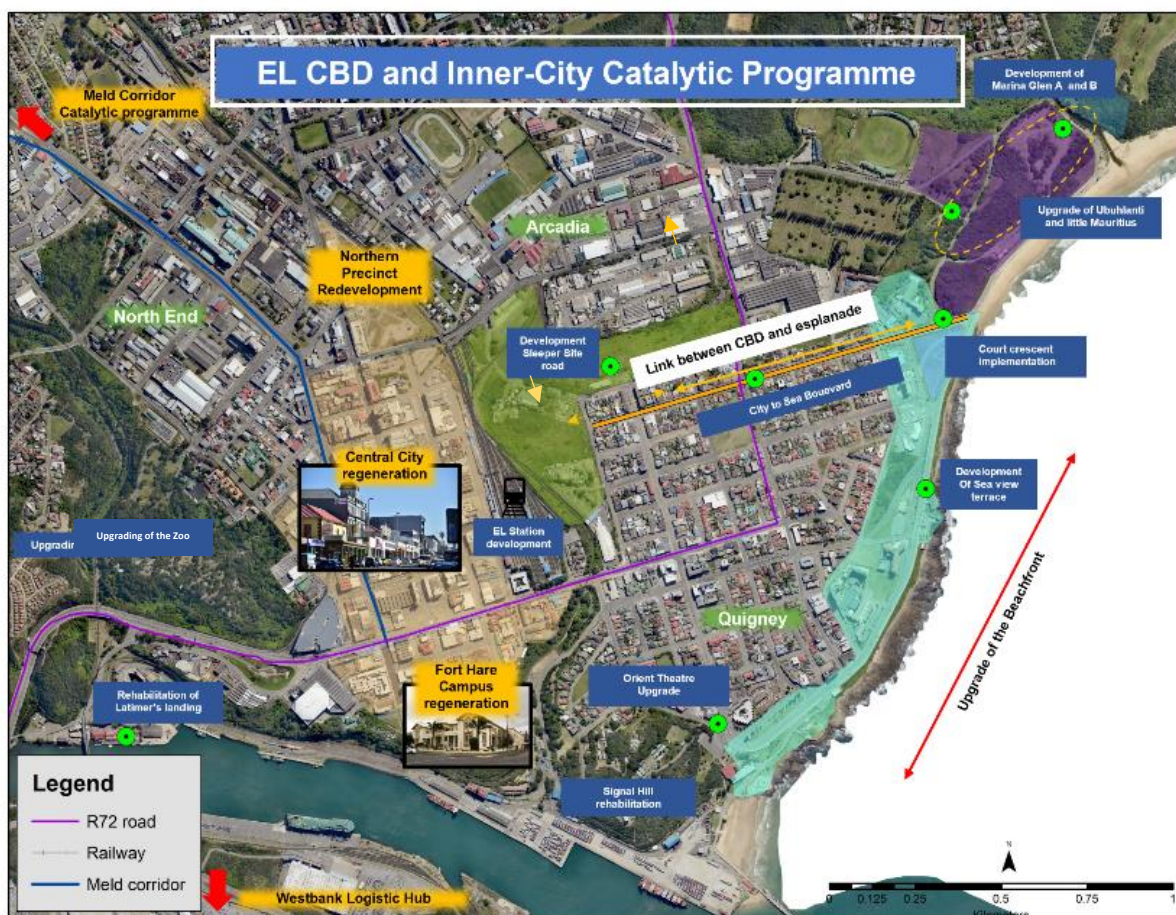 EL CBD and Inner-City Catalytic Programme
Meld Corridor
Catalytic programme
Development of
Marina Glen A and B
Upgrade of Ubuhlanti
and little Mauritius
Arcadia
Northern
Precinct
Redevelopment
North End
Link between CBD and esplanade
Development
Sleeper Site
road
Court crescent
implementation
City to Sea Bouevard
Central City
regeneration
Development
Of Sea view
terrace
EL Station
development
Upgradin
Upgrading of the Zoo
Upgrade of the Beachfront
Quigney
Fort Hare
Campus
regeneration
Orient Theatre
Upgrade
Rehabilitation of
Latimer's landing
Signal Hill
rehabilitation
Legend
R72 road
Railway
Meld corridor
Westbank Logistic Hub
N
0 0.125 0.25 0.5 0.75